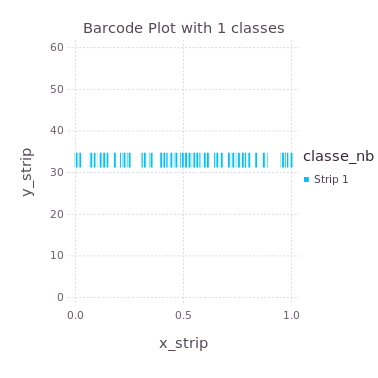 Barcode Plot with 1 classes
60
50
40
30
20
10
0
y_strip
0.0
0.5
1.0
x_strip
classe_nb
Strip 1